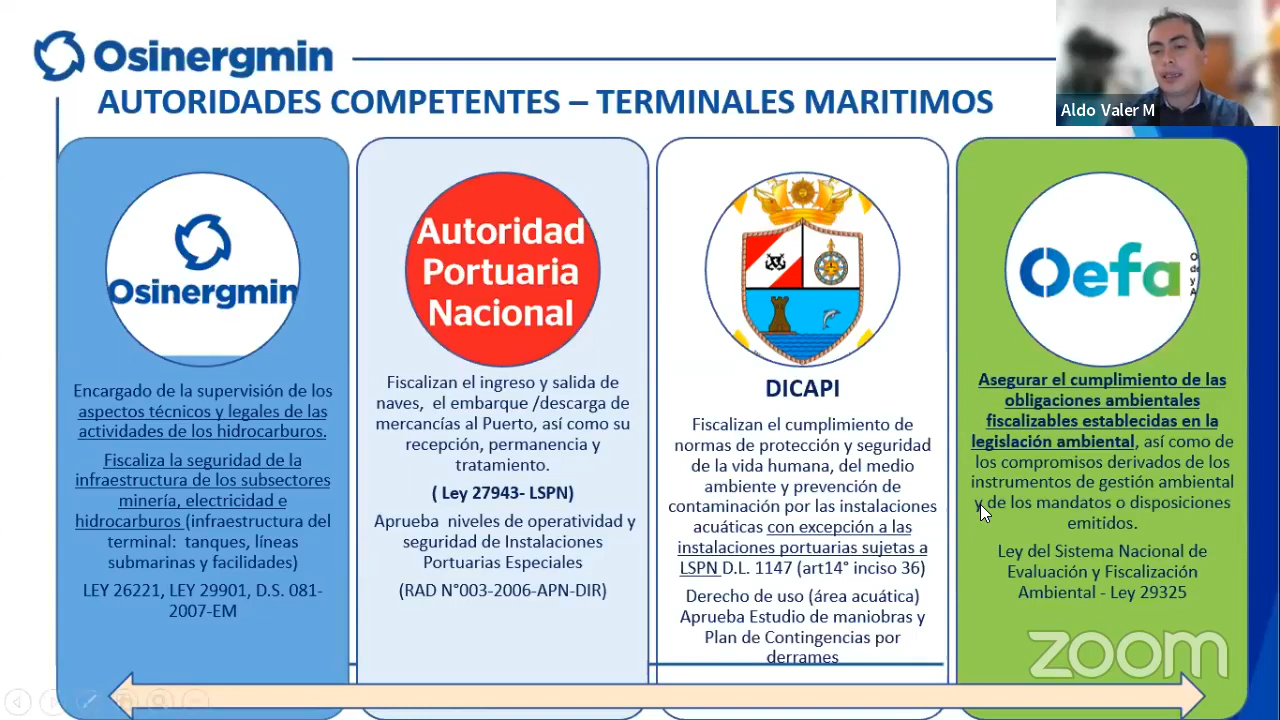 Osinergmin
AUTORIDADES COMPETENTES – TERMINALES MARITIMOS
Aldo Valer M
Osinergmin
Encargado de la supervisión de los
aspectos técnicos y legales de las
actividades de los hidrocarburos.
Fiscaliza la seguridad de la
infraestructura de los subsectores
minería, electricidad e
hidrocarburos (infraestructura del
terminal: tanques, líneas
submarinas y facilidades)
LEY 26221, LEY 29901, D.S. 081-
2007-EM
Autoridad
Portuaria
Nacional
Fiscalizan el ingreso y salida de
naves, el embarque /descarga de
mercancías al Puerto, así como su
recepción, permanencia y
tratamiento.
( Ley 27943- LSPN)
Aprueba niveles de operatividad y
seguridad de Instalaciones
Portuarias Especiales
(RAD N°003-2006-APN-DIR)
DICAPI
Fiscalizan el cumplimiento de
normas de protección y seguridad
de la vida humana, del medio
ambiente y prevención de
contaminación por las instalaciones
acuáticas con excepción a las
instalaciones portuarias sujetas a
LSPN D.L. 1147 (art14° inciso 36)
Derecho de uso (área acuática)
Aprueba Estudio de maniobras y
Plan de Contingencias por
derrames
Oefa
Asegurar el cumplimiento de las
obligaciones ambientales
fiscalizables establecidas en la
legislación ambiental, así como de
los compromisos derivados de los
instrumentos de gestión ambiental
y de los mandatos o disposiciones
emitidos.
Ley del Sistema Nacional de
Evaluación y Fiscalización
Ambiental - Ley 29325
zoom